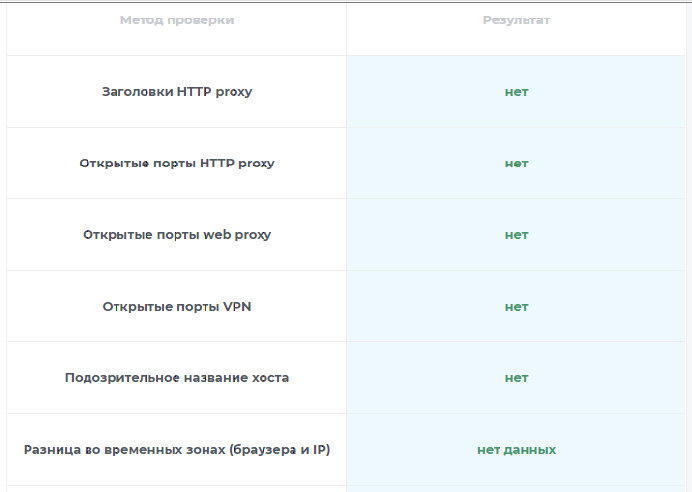 Метод проверки Результат
Заголовки HTTP proxy нет
Открытые порты HTTP proxy нет
Открытые порты web proxy нет
Открытые порты VPN нет
Подозрительное название хоста нет
Разница во временных зонах (браузера и IP) нет данных